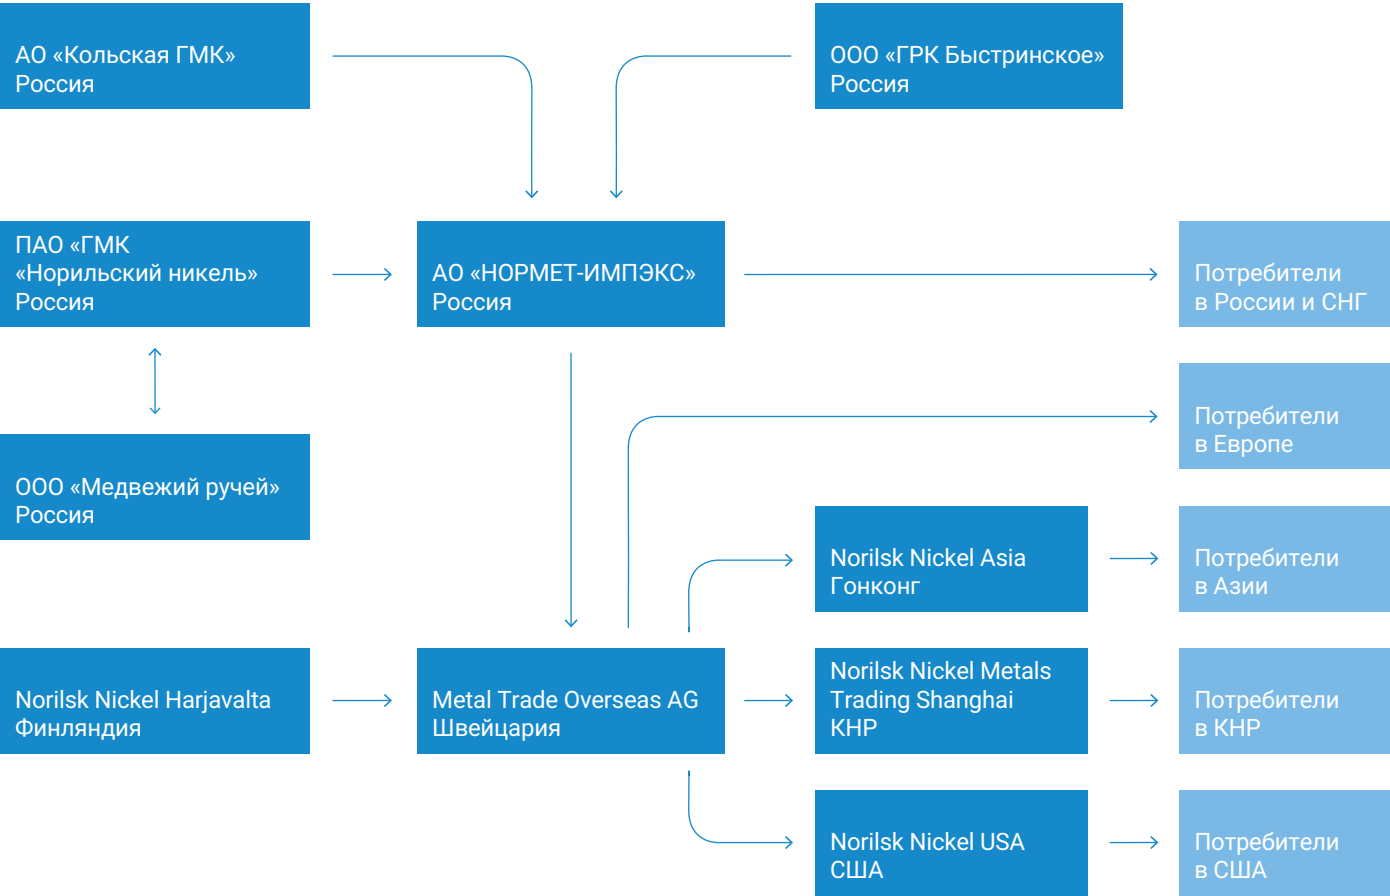 АО «Кольская ГМК»
Россия
ООО «ГРК Быстринское»
Россия
ПАО «ГМК
«Норильский никель»
Россия
АО «НОРМЕТ-ИМПЭКС»
Россия
Потребители
в России и СНГ
Потребители
в Европе
ООО «Медвежий ручей»
Россия
Norilsk Nickel Asia
Гонконг
Потребители
в Азии
Norilsk Nickel Harjavalta
Финляндия
Metal Trade Overseas AG
Швейцария
Norilsk Nickel Metals
Trading Shanghai
КНР
Потребители
в КНР
Norilsk Nickel USA
США
Потребители
в США